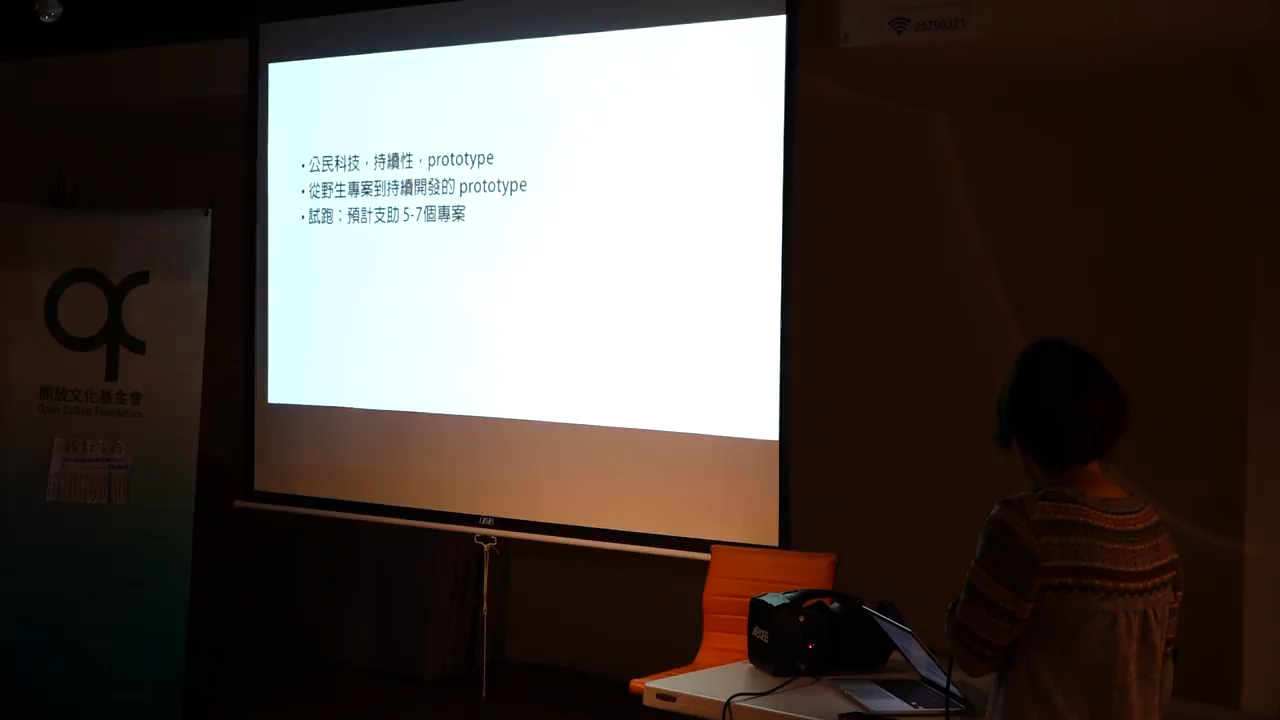 25798321
• 公民科技，持續性，prototype
• 從野生專案到持續開發的 prototype
• 試跑：預計支助 5-7個專案
開放文化基金會
Open Culture Foundation